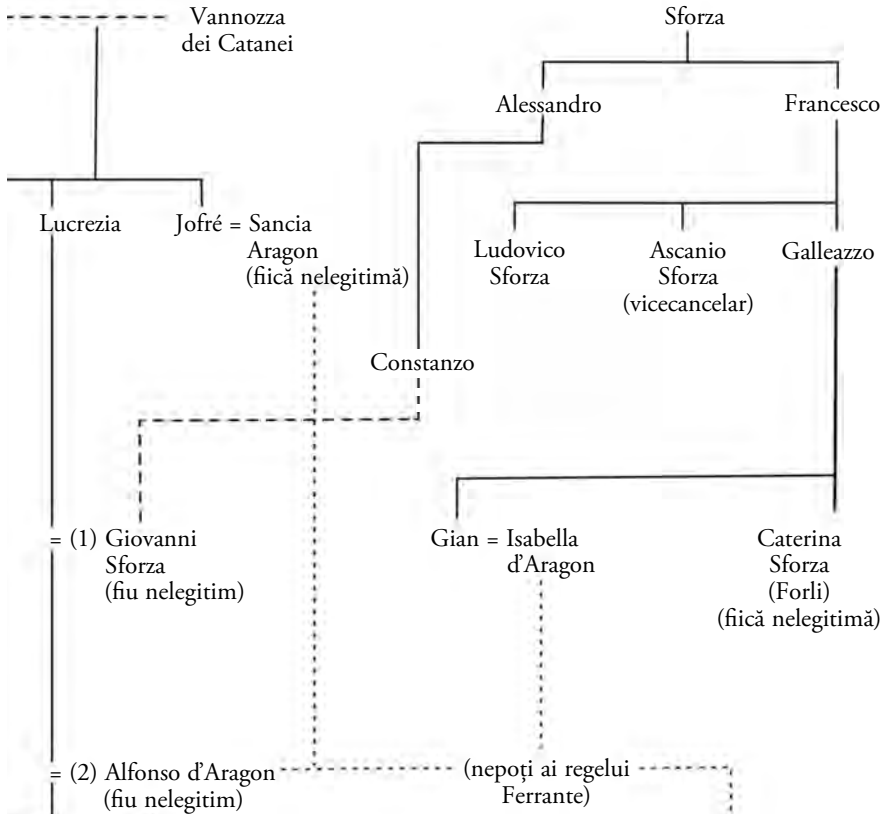 Vannozza
dei Catanei
Sforza
Alessandro
Francesco
Lucrezia
Jofré = Sancia
Aragon
(fiică nelegitimă)
Ludovico
Sforza
Ascanio
Sforza
(vicecancelar)
Galleazzo
Constanzo
= (1) Giovanni
Sforza
(fiu nelegitim)
Gian = Isabella
d'Aragon
Caterina
Sforza
(Forli)
(fiică nelegitimă)
= (2) Alfonso d'Aragon
(fiu nelegitim)
(nepoți ai regelui
Ferrante)